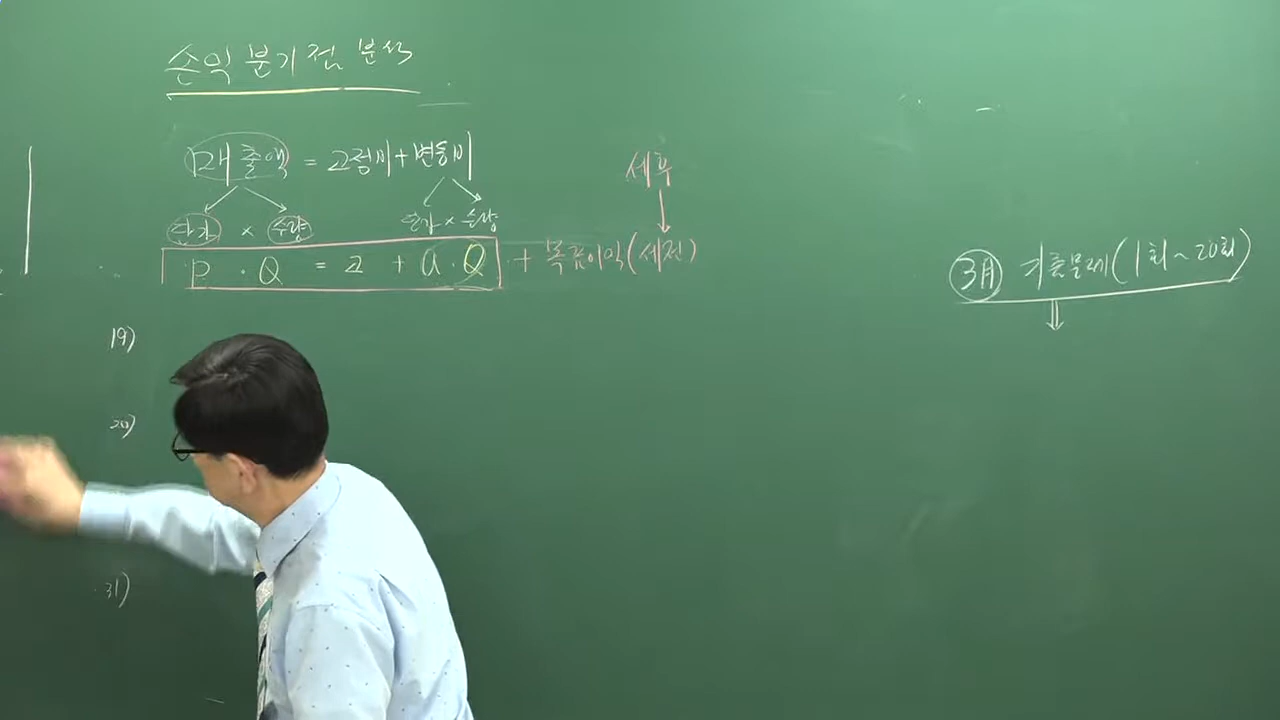 손익분기점 분석
매출액 = 고정비 + 변동비
세후
단가 × 수량 단가 × 수량
P · Q = a + a · Q + 목표이익(세전)
3月 기출문제(1회~20회)
19)
20)
31)